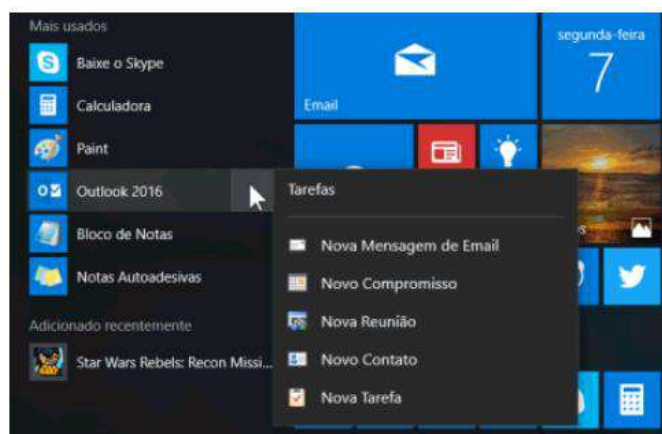 Mais usados
Baixe o Skype
Calculadora
Paint
Outlook 2016
Bloco de Notas
Notas Autoadesivas
Adicionado recentemente
Star Wars Rebels: Recon Missi...
Email
segunda-feira
7
Tarefas
Nova Mensagem de Email
Novo Compromisso
Nova Reunião
Novo Contato
Nova Tarefa